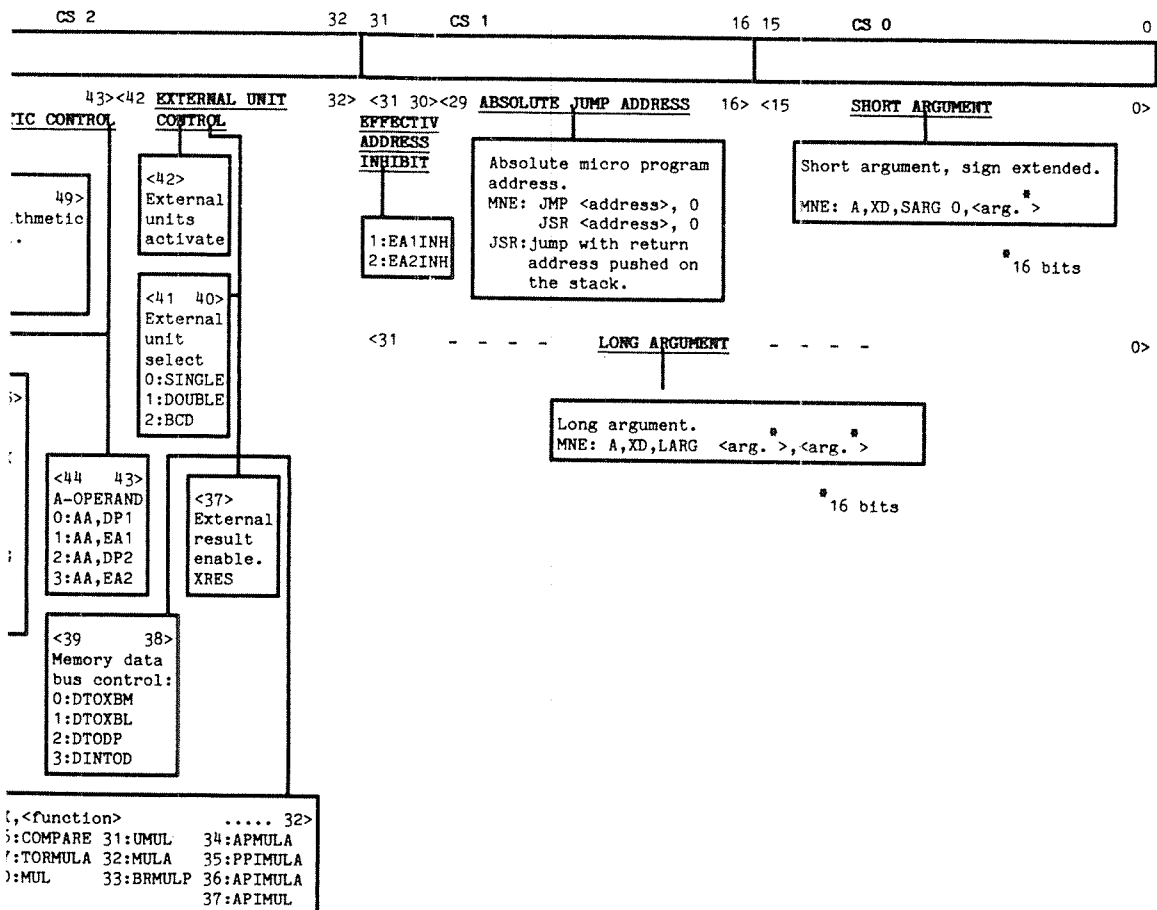 CS 2 32 31 CS 1 16 15 CS 0 0
43><42 EXTERNAL UNIT 32> <31 30><29 ABSOLUTE JUMP ADDRESS 16> <15 SHORT ARGUMENT 0>
TIC CONTROL CONTROL EFFECTIV
ADDRESS
INHIBIT
49>
ithmetic
.
<42>
External
units
activate
1:EA1INH
2:EA2INH
Absolute micro program
address.
MNE: JMP <address>, 0
JSR <address>, 0
JSR:jump with return
address pushed on
the stack.
Short argument, sign extended.
MNE: A,XD,SARG 0,<arg.*>
*16 bits
<41 40>
External
unit
select
0:SINGLE
1:DOUBLE
2:BCD
<31 - - - - LONG ARGUMENT - - - - 0>
Long argument.
MNE: A,XD,LARG <arg.*>,<arg.*>
*16 bits
<44 43>
A-OPERAND
0:AA,DP1
1:AA,EA1
2:AA,DP2
3:AA,EA2
<37>
External
result
enable.
XRES
<39 38>
Memory data
bus control:
0:DTOXBM
1:DTOXBL
2:DTODP
3:DINTOD
,<function> ..... 32>
:COMPARE 31:UMUL 34:APMULA
:TORMULA 32:MULA 35:PPIMULA
:MUL 33:BRMULP 36:APIMULA
37:APIMUL